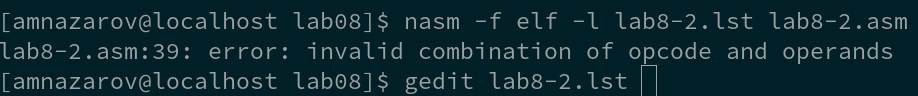 [amnazarov@localhost lab08]$ nasm -f elf -l lab8-2.lst lab8-2.asm
lab8-2.asm:39: error: invalid combination of opcode and operands
[amnazarov@localhost lab08]$ gedit lab8-2.lst